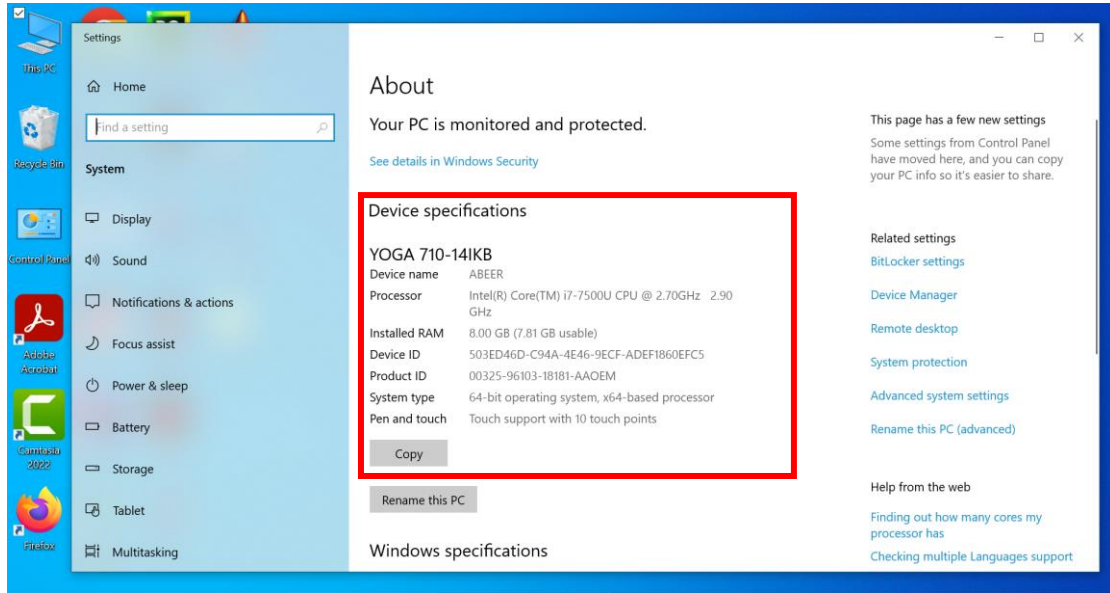 This PC
Recycle Bin
Control Panel
Adobe
Acrobat
Camtasia
2022
Firefox
Settings
Home
Find a setting
System
Display
Sound
Notifications & actions
Focus assist
Power & sleep
Battery
Storage
Tablet
Multitasking
About
Your PC is monitored and protected.
See details in Windows Security
Device specifications
YOGA 710-14IKB
Device name ABEER
Processor Intel(R) Core(TM) i7-7500U CPU @ 2.70GHz 2.90
GHz
Installed RAM 8.00 GB (7.81 GB usable)
Device ID 503ED46D-C94A-4E46-9ECF-ADEF1860EFC5
Product ID 00325-96103-18181-AAOEM
System type 64-bit operating system, x64-based processor
Pen and touch Touch support with 10 touch points
Copy
Rename this PC
Windows specifications
This page has a few new settings
Some settings from Control Panel
have moved here, and you can copy
your PC info so it's easier to share.
Related settings
BitLocker settings
Device Manager
Remote desktop
System protection
Advanced system settings
Rename this PC (advanced)
Help from the web
Finding out how many cores my
processor has
Checking multiple Languages support